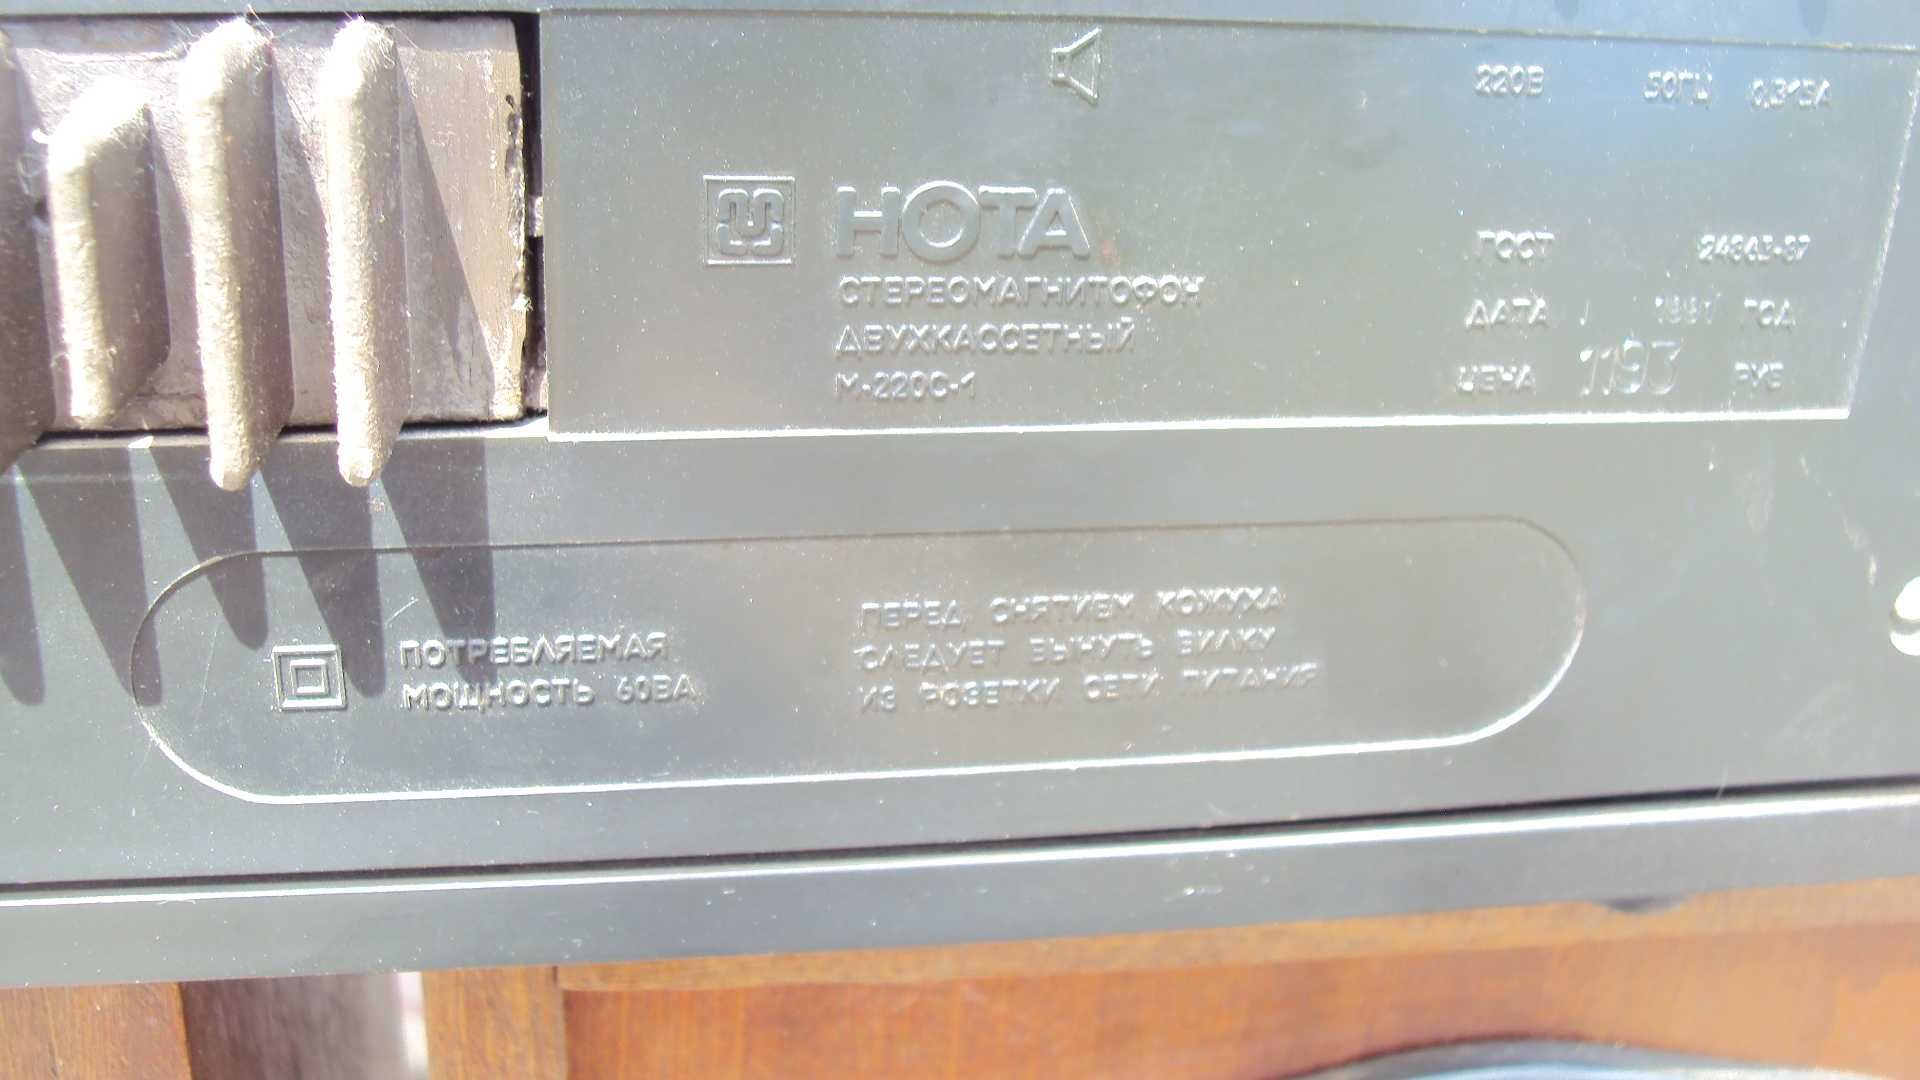 220В 50ГЦ 0,315А
НОТА
СТЕРЕОМАГНИТОФОН
ДВУХКАССЕТНЫЙ
М-220С-1
ГОСТ 24863-87
ДАТА 1991 ГОД
ЦЕНА 1193 РУБ
ПОТРЕБЛЯЕМАЯ
МОЩНОСТЬ 60ВА
ПЕРЕД СНЯТИЕМ КОЖУХА
СЛЕДУЕТ ВЫНУТЬ ВИЛКУ
ИЗ РОЗЕТКИ СЕТИ ПИТАНИЯ